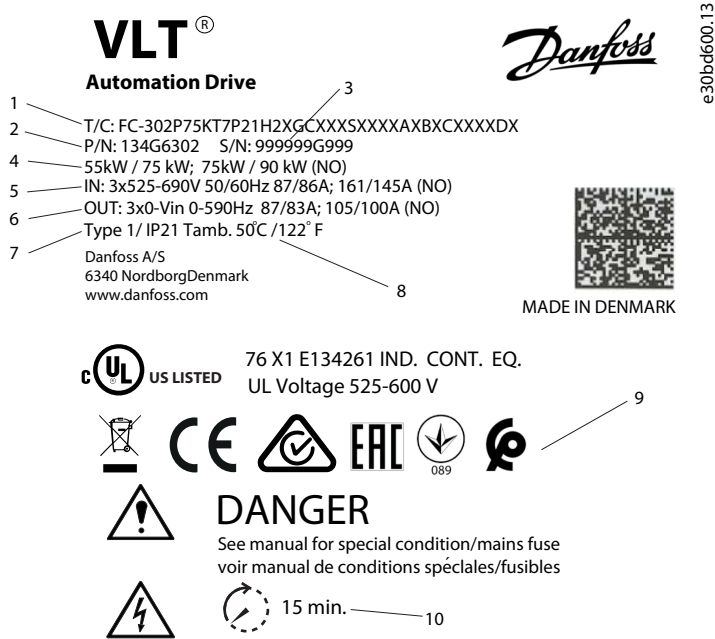 VLT®
Danfoss
e30bd600.13
Automation Drive
3
1
T/C: FC-302P75KT7P21H2XGCXXXSXXXXAXBXCXXXXDX
2
P/N: 134G6302 S/N: 999999G999
4
55kW / 75 kW; 75kW / 90 kW (NO)
5
IN: 3x525-690V 50/60Hz 87/86A; 161/145A (NO)
6
OUT: 3x0-Vin 0-590Hz 87/83A; 105/100A (NO)
7
Type 1/ IP21 Tamb. 50°C /122° F
8
Danfoss A/S
6340 NordborgDenmark
www.danfoss.com
MADE IN DENMARK
C UL ® US LISTED
76 X1 E134261 IND. CONT. EQ.
UL Voltage 525-600 V
9
CE
EAC
089
DANGER
See manual for special condition/mains fuse
voir manual de conditions spéclales/fusibles
15 min.
10